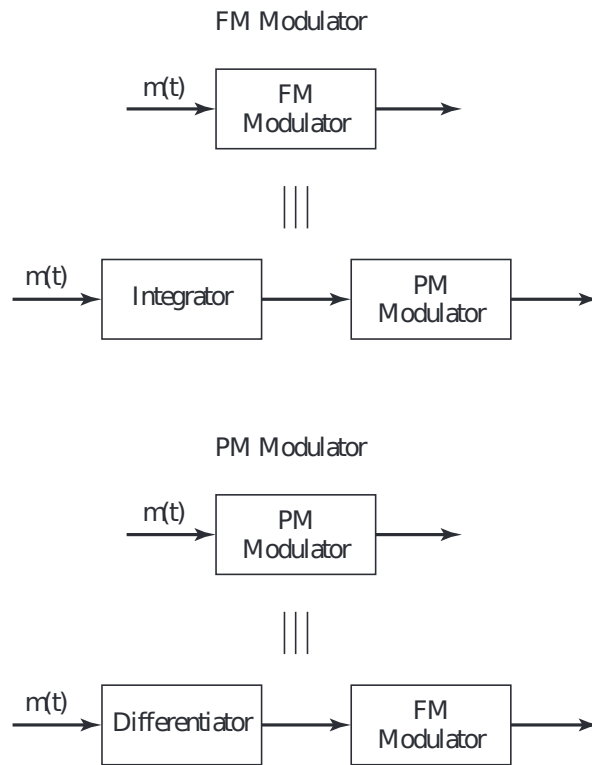 FM Modulator
m(t)
FM
Modulator
m(t)
Integrator
PM
Modulator
PM Modulator
m(t)
PM
Modulator
m(t)
Differentiator
FM
Modulator